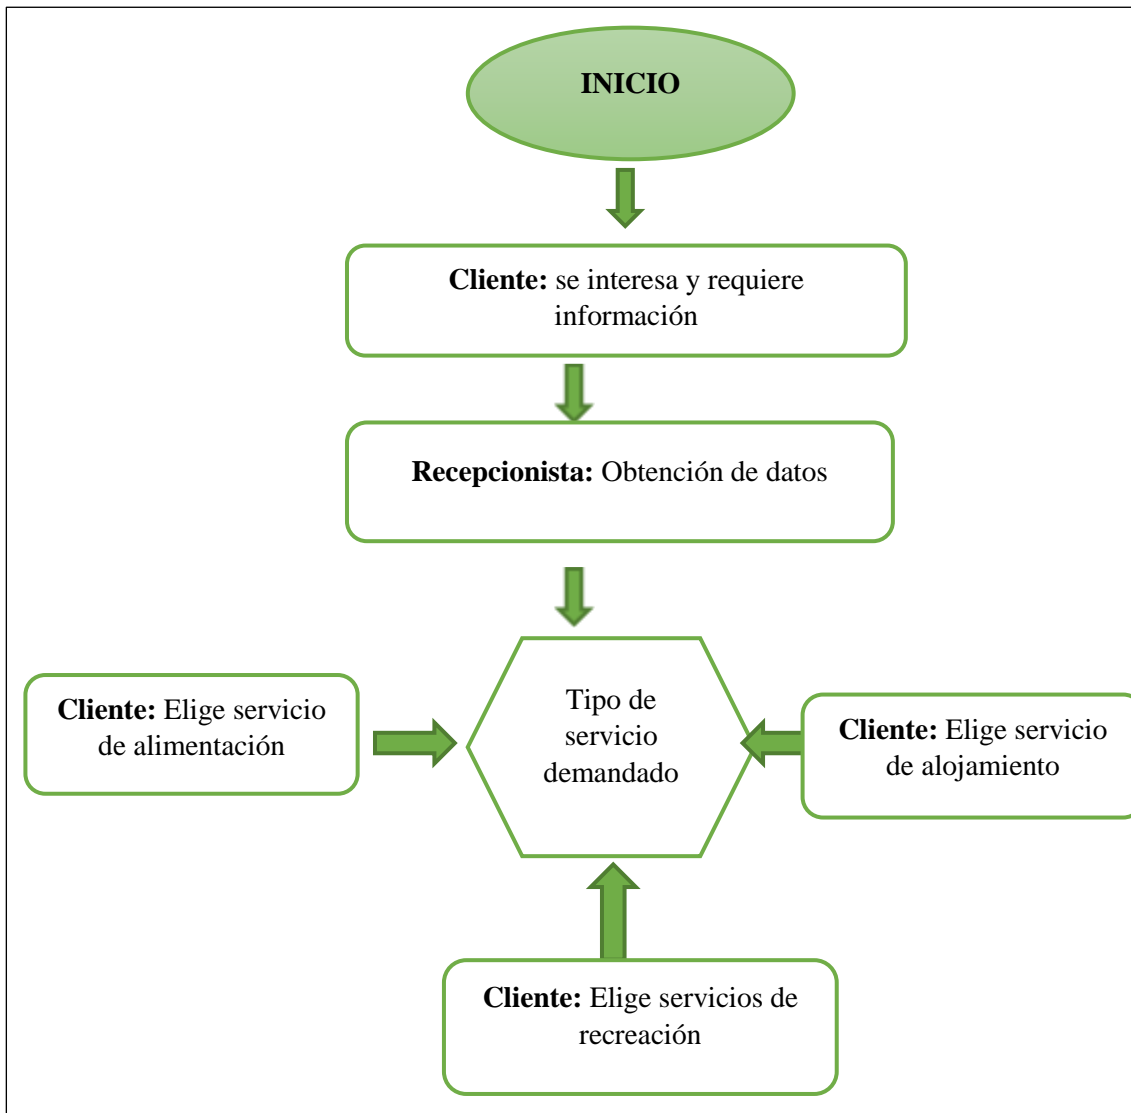 INICIO
Cliente: se interesa y requiere
información
Recepcionista: Obtención de datos
Tipo de
servicio
demandado
Cliente: Elige servicio
de alimentación
Cliente: Elige servicio
de alojamiento
Cliente: Elige servicios de
recreación